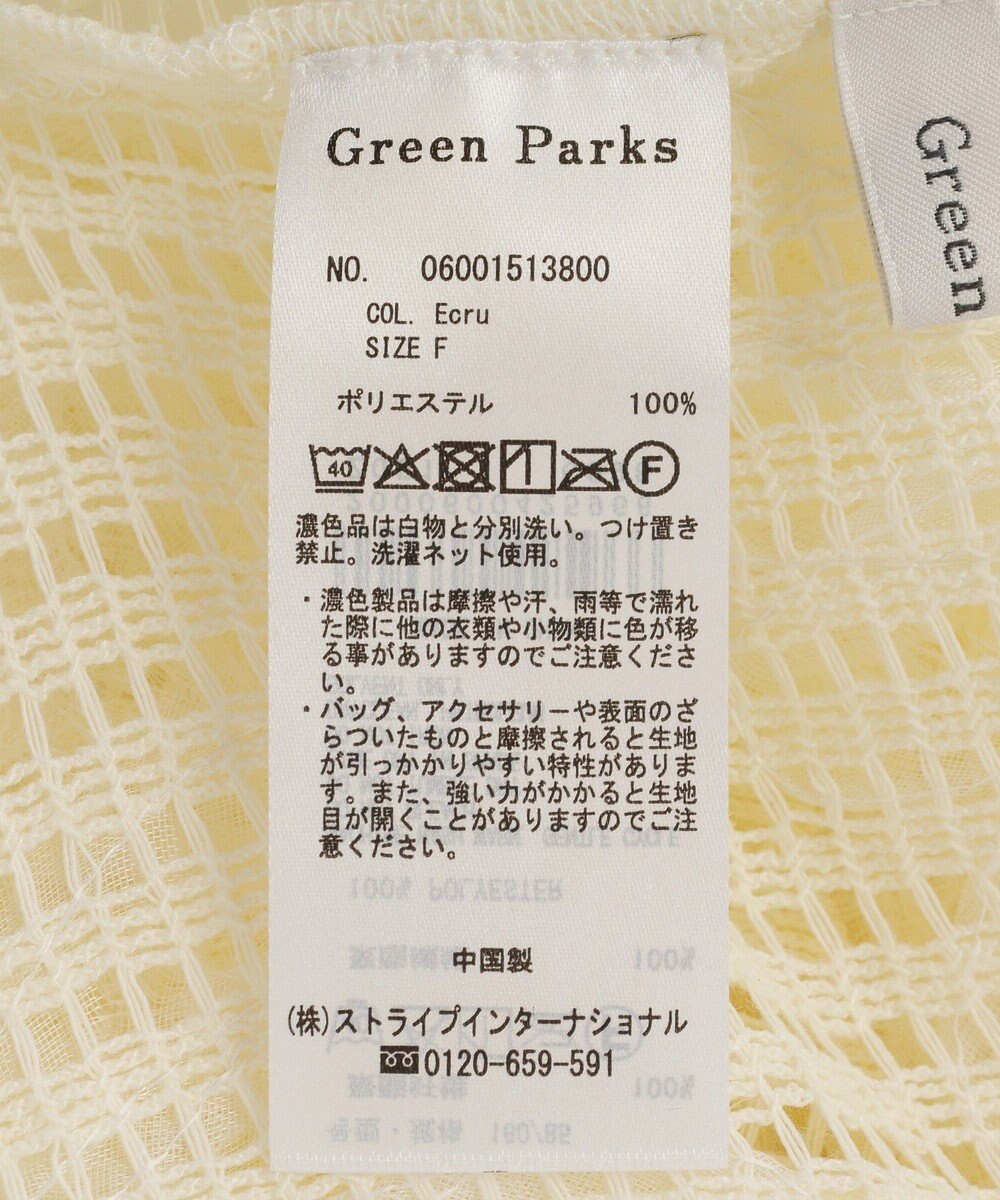 Green Parks
Green
NO. 06001513800
COL. Ecru
SIZE F
ポリエステル 100%
40 F
濃色品は白物と分別洗い。つけ置き
禁止。洗濯ネット使用。
・濃色製品は摩擦や汗、雨等で濡れ
た際に他の衣類や小物類に色が移
る事がありますのでご注意くださ
い。
・バッグ、アクセサリーや表面のざ
らついたものと摩擦されると生地
が引っかかりやすい特性がありま
す。また、強い力がかかると生地
目が開くことがありますのでご注
意ください。
100% POLYESTER
中国製
100%
(株)ストライプインターナショナル
0120-659-591
100%
160/85